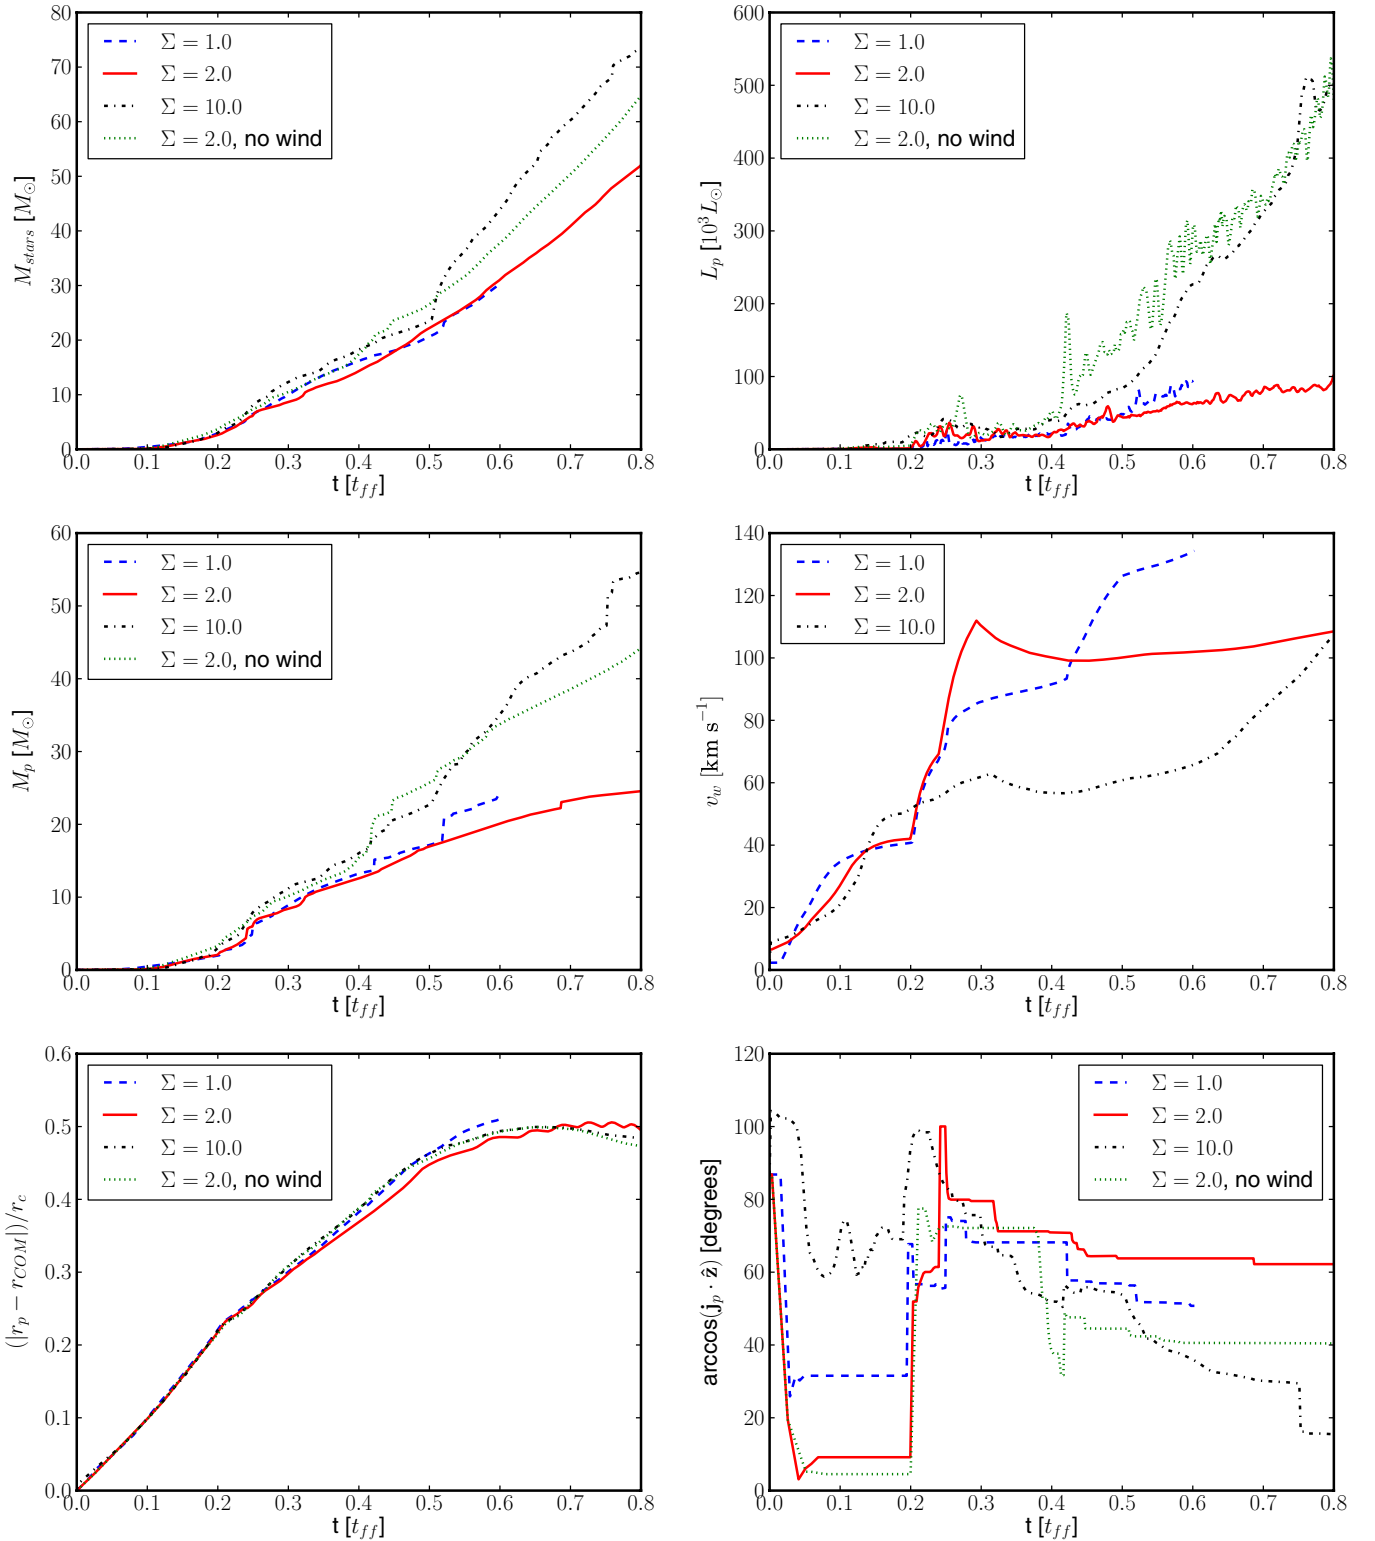 80
70
60
50
40
30
20
10
0
M_stars [M_⊙]
Σ = 1.0
Σ = 2.0
Σ = 10.0
Σ = 2.0, no wind
0.0 0.1 0.2 0.3 0.4 0.5 0.6 0.7 0.8
t [t_ff]
600
500
400
300
200
100
0
L_p [10^3 L_⊙]
Σ = 1.0
Σ = 2.0
Σ = 10.0
Σ = 2.0, no wind
0.0 0.1 0.2 0.3 0.4 0.5 0.6 0.7 0.8
t [t_ff]
60
50
40
30
20
10
0
M_p [M_⊙]
Σ = 1.0
Σ = 2.0
Σ = 10.0
Σ = 2.0, no wind
0.0 0.1 0.2 0.3 0.4 0.5 0.6 0.7 0.8
t [t_ff]
140
120
100
80
60
40
20
0
v_w [km s^−1]
Σ = 1.0
Σ = 2.0
Σ = 10.0
0.0 0.1 0.2 0.3 0.4 0.5 0.6 0.7 0.8
t [t_ff]
0.6
0.5
0.4
0.3
0.2
0.1
0.0
(|r_p − r_COM|)/r_c
Σ = 1.0
Σ = 2.0
Σ = 10.0
Σ = 2.0, no wind
0.0 0.1 0.2 0.3 0.4 0.5 0.6 0.7 0.8
t [t_ff]
120
100
80
60
40
20
0
arccos(j_p · ẑ) [degrees]
Σ = 1.0
Σ = 2.0
Σ = 10.0
Σ = 2.0, no wind
0.0 0.1 0.2 0.3 0.4 0.5 0.6 0.7 0.8
t [t_ff]